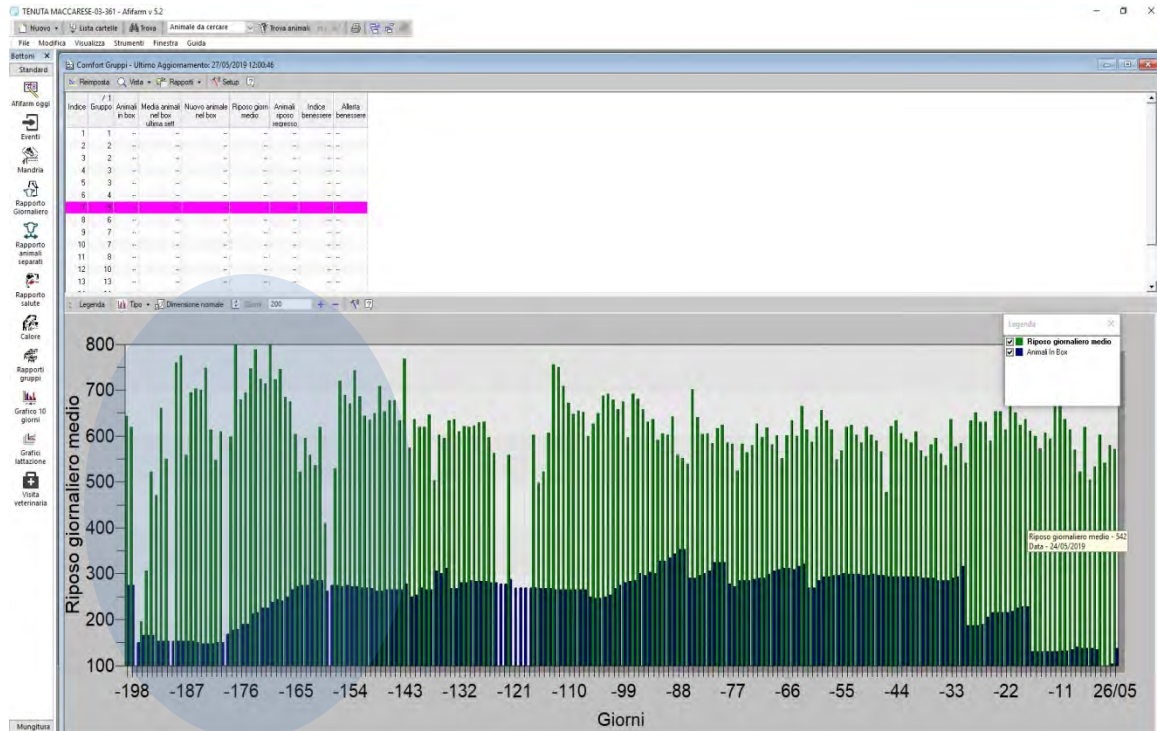 TENUTA MACCARESE-03-361 - Afifarm v 5.2
Nuovo Lista cartelle Trova Animale da cercare Trova animali
File Modifica Visualizza Strumenti Finestra Guida
Bottoni X
Standard
Afifarm oggi
Eventi
Mandria
Rapporto Giornaliero
Rapporto animali separati
Rapporto salute
Calore
Rapporti gruppi
Grafico 10 giorni
Grafici lattazione
Visita veterinaria
Mungitura
Comfort Gruppi - Ultimo Aggiornamento: 27/05/2019 12:00:46
Reimposta Vista Rapporti Setup
/ 1
Indice Gruppo Animali in box Media animali nel box ultima sett Nuovo animale nel box Riposo giorn medio Animali riposo regresso Indice benessere Allerta benessere
1 1 -- -- -- -- -- -- --
2 2 -- -- -- -- -- -- --
3 2 -- -- -- -- -- -- --
4 3 -- -- -- -- -- -- --
5 3 -- -- -- -- -- -- --
6 4 -- -- -- -- -- -- --
8 6 -- -- -- -- -- -- --
9 7 -- -- -- -- -- -- --
10 7 -- -- -- -- -- -- --
11 8 -- -- -- -- -- -- --
12 10 -- -- -- -- -- -- --
13 13 -- -- -- -- -- -- --
Legenda Tipo Dimensione normale Giorni 200 + -
Legenda X
Riposo giornaliero medio
Animali In Box
Riposo giornaliero medio
800
700
600
500
400
300
200
100
Riposo giornaliero medio - 542
Data - 24/05/2019
-198 -187 -176 -165 -154 -143 -132 -121 -110 -99 -88 -77 -66 -55 -44 -33 -22 -11 26/05
Giorni